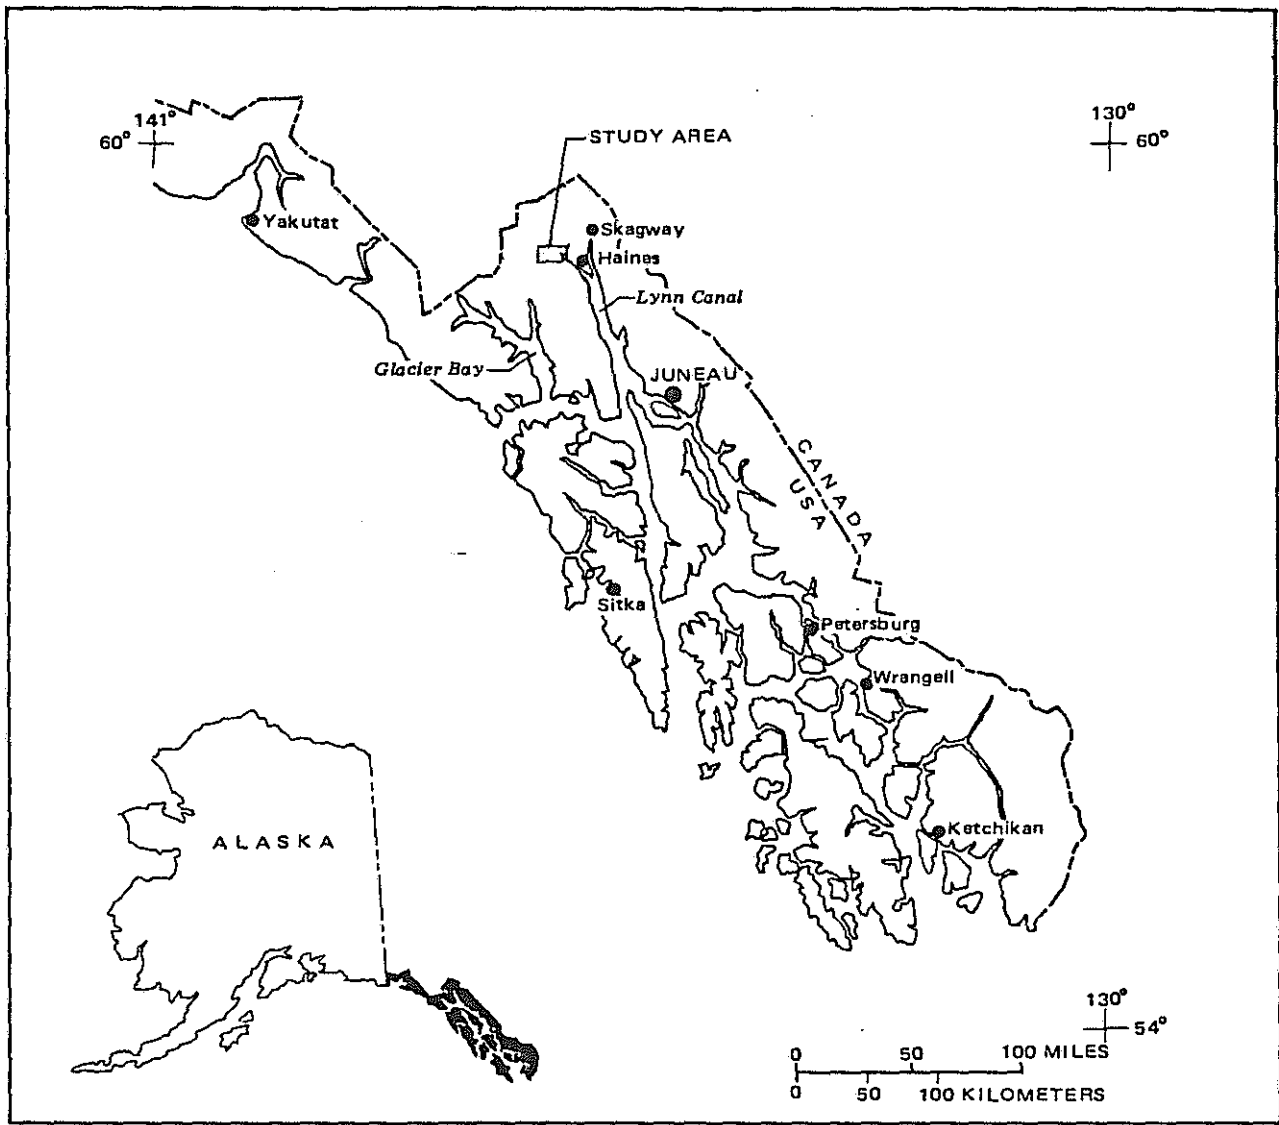 141°
60°
130°
60°
STUDY AREA
Yakutat
Skagway
Haines
Lynn Canal
Glacier Bay
JUNEAU
CANADA
USA
Sitka
Petersburg
Wrangell
ALASKA
Ketchikan
130°
54°
0 50 100 MILES
0 50 100 KILOMETERS